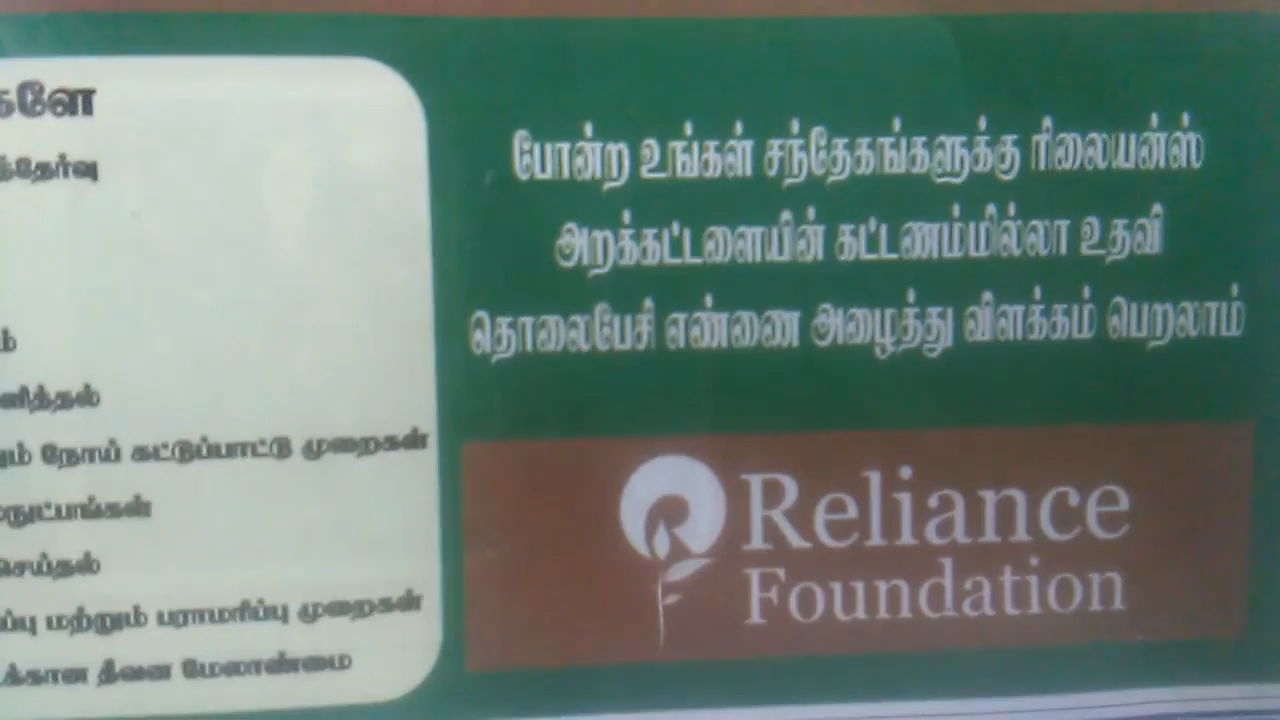 களே
தேர்வு
ம்
னித்தல்
யும் நோய் கட்டுப்பாட்டு முறைகள்
நுட்பங்கள்
செய்தல்
ப்பு மற்றும் பராமரிப்பு முறைகள்
க்கான தீவன மேலாண்மை
போன்ற உங்கள் சந்தேகங்களுக்கு ரிலையன்ஸ்
அறக்கட்டளையின் கட்டணம்மில்லா உதவி
தொலைபேசி எண்ணை அழைத்து விளக்கம் பெறலாம்
Reliance
Foundation